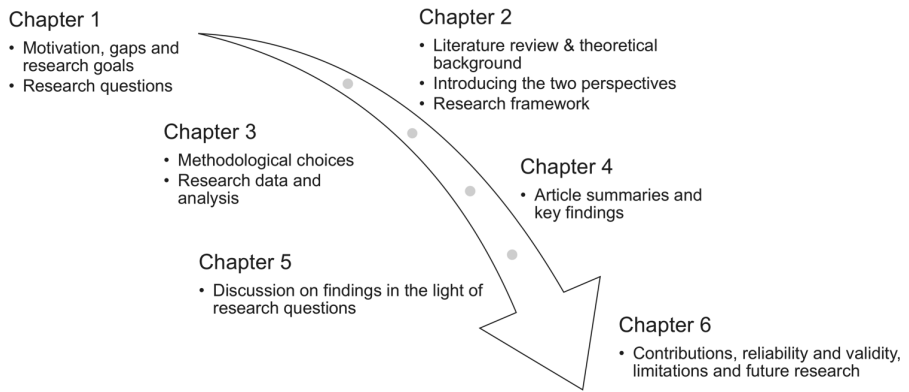 Chapter 1
• Motivation, gaps and
research goals
• Research questions
Chapter 2
• Literature review & theoretical
background
• Introducing the two perspectives
• Research framework
Chapter 3
• Methodological choices
• Research data and
analysis
Chapter 4
• Article summaries and
key findings
Chapter 5
• Discussion on findings in the light of
research questions
Chapter 6
• Contributions, reliability and validity,
limitations and future research